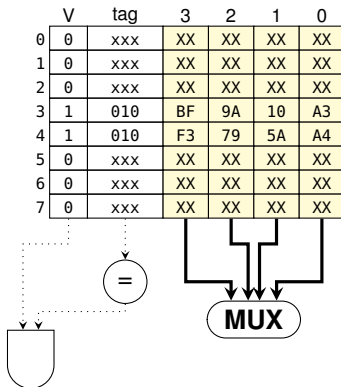 V tag 3 2 1 0
0 0 xxx XX XX XX XX
1 0 xxx XX XX XX XX
2 0 xxx XX XX XX XX
3 1 010 BF 9A 10 A3
4 1 010 F3 79 5A A4
5 0 xxx XX XX XX XX
6 0 xxx XX XX XX XX
7 0 xxx XX XX XX XX
=
MUX